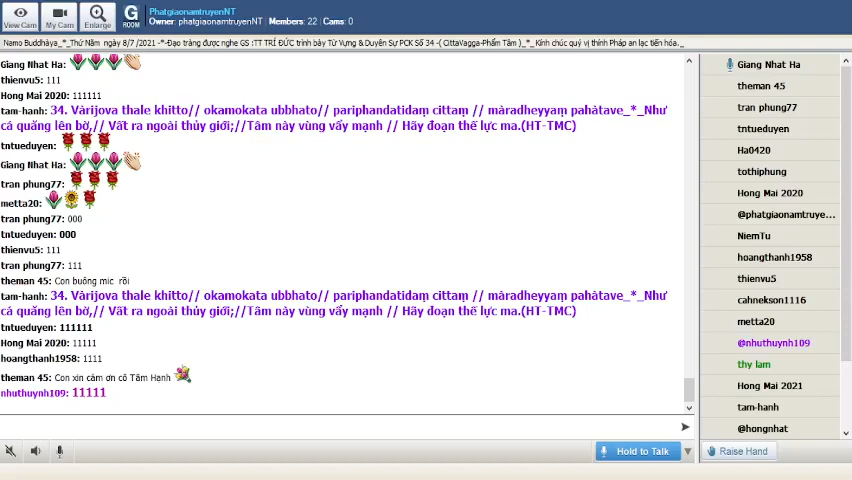 View Cam
My Cam
Enlarge
G
ROOM
PhatgiaonamtruyenNT
Owner: phatgiaonamtruyenNT | Members: 22 | Cams: 0
Namo Buddhàya_*_Thứ Năm ngày 8/7 /2021 -*-Đạo tràng được nghe GS :TT TRÍ ĐỨC trình bày Từ Vựng & Duyên Sự PCK Số 34 -( CittaVagga-Phẩm Tâm )_*_ Kính chúc quý vị thính Pháp an lạc tiến hóa._
Giang Nhat Ha:
thienvu5: 111
Hong Mai 2020: 111111
tam-hanh: 34. Vàrijova thale khitto// okamokata ubbhato// pariphandatidaṃ cittaṃ // màradheyyaṃ pahàtave_*_Như
cá quăng lên bờ,// Vất ra ngoài thủy giới;//Tâm này vùng vẫy mạnh // Hãy đoạn thế lực ma.(HT-TMC)
tntueduyen:
Giang Nhat Ha:
tran phung77:
metta20:
tran phung77: 000
tntueduyen: 000
thienvu5: 111
tran phung77: 111
theman 45: Con buông mic rồi
tam-hanh: 34. Vàrijova thale khitto// okamokata ubbhato// pariphandatidaṃ cittaṃ // màradheyyaṃ pahàtave_*_Như
cá quăng lên bờ,// Vất ra ngoài thủy giới;//Tâm này vùng vẫy mạnh // Hãy đoạn thế lực ma.(HT-TMC)
tntueduyen: 111111
Hong Mai 2020: 11111
hoangthanh1958: 1111
theman 45: Con xin cảm ơn cô Tâm Hạnh
nhuthuynh109: 11111
Giang Nhat Ha
theman 45
tran phung77
tntueduyen
Ha0420
tothiphung
Hong Mai 2020
@phatgiaonamtruye...
NiemTu
hoangthanh1958
thienvu5
cahnekson1116
metta20
@nhuthuynh109
thy lam
Hong Mai 2021
tam-hanh
@hongnhat
Hold to Talk
Raise Hand